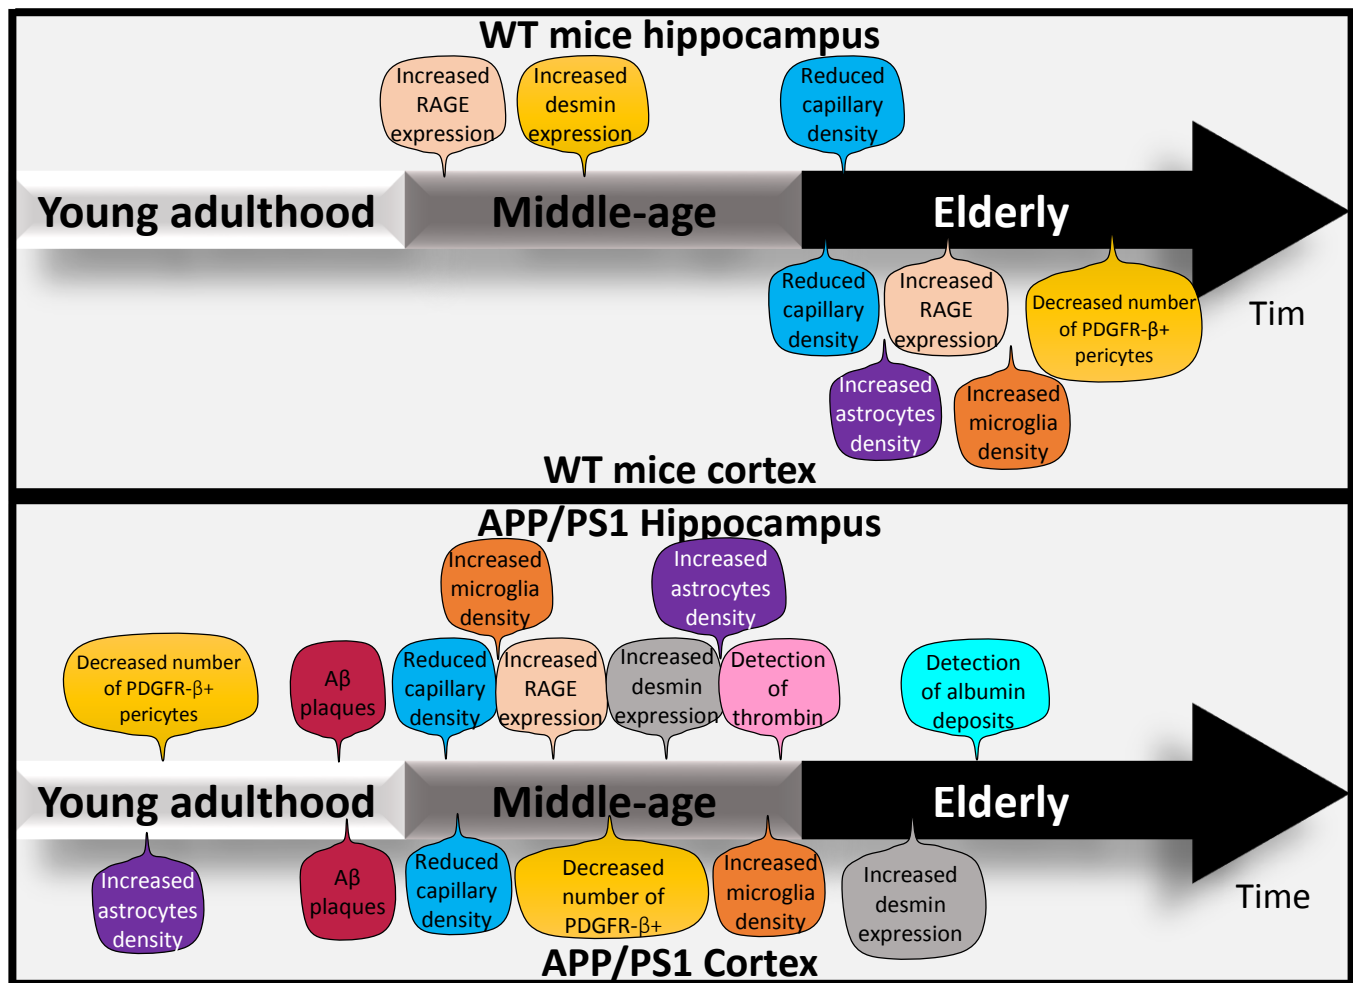 WT mice hippocampus
Increased
RAGE
expression
Increased
desmin
expression
Reduced
capillary
density
Young adulthood
Middle-age
Elderly
Reduced
capillary
density
Increased
RAGE
expression
Decreased number
of PDGFR-β+
pericytes
Tim
Increased
astrocytes
density
Increased
microglia
density
WT mice cortex
APP/PS1 Hippocampus
Increased
microglia
density
Increased
astrocytes
density
Decreased number
of PDGFR-β+
pericytes
Aβ
plaques
Reduced
capillary
density
Increased
RAGE
expression
Increased
desmin
expression
Detection
of
thrombin
Detection
of albumin
deposits
Young adulthood
Middle-age
Elderly
Increased
astrocytes
density
Aβ
plaques
Reduced
capillary
density
Decreased
number of
PDGFR-β+
Increased
microglia
density
Increased
desmin
expression
Time
APP/PS1 Cortex